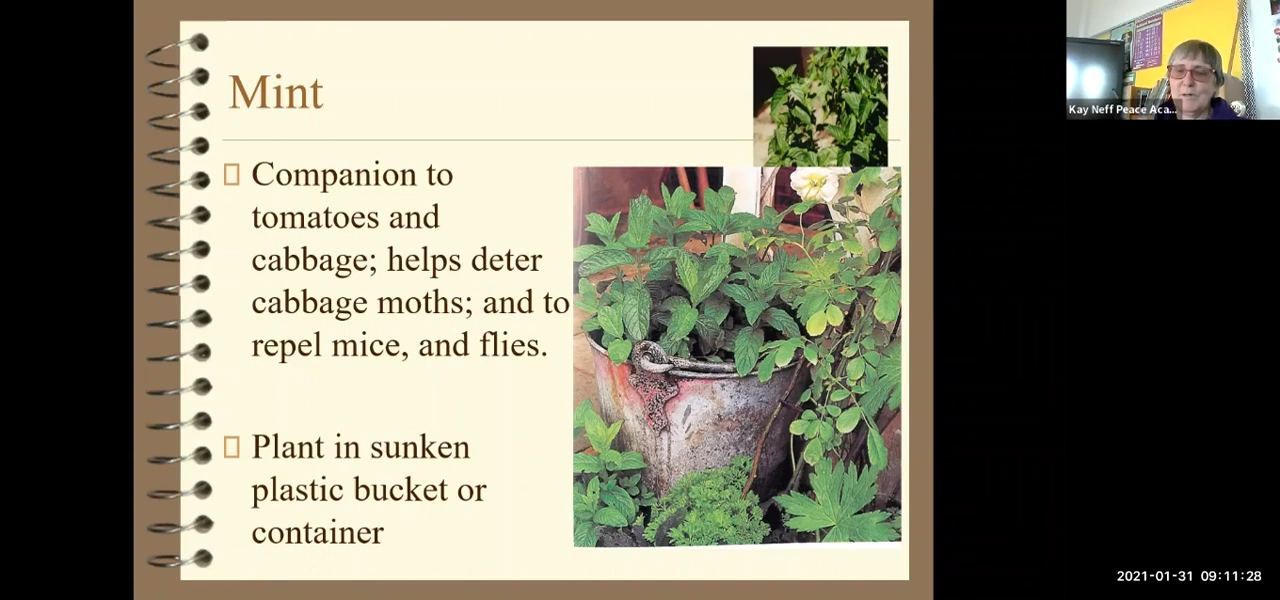 Mint
Companion to
tomatoes and
cabbage; helps deter
cabbage moths; and to
repel mice, and flies.
Plant in sunken
plastic bucket or
container
Kay Neff Peace Aca...
2021-01-31 09:11:28